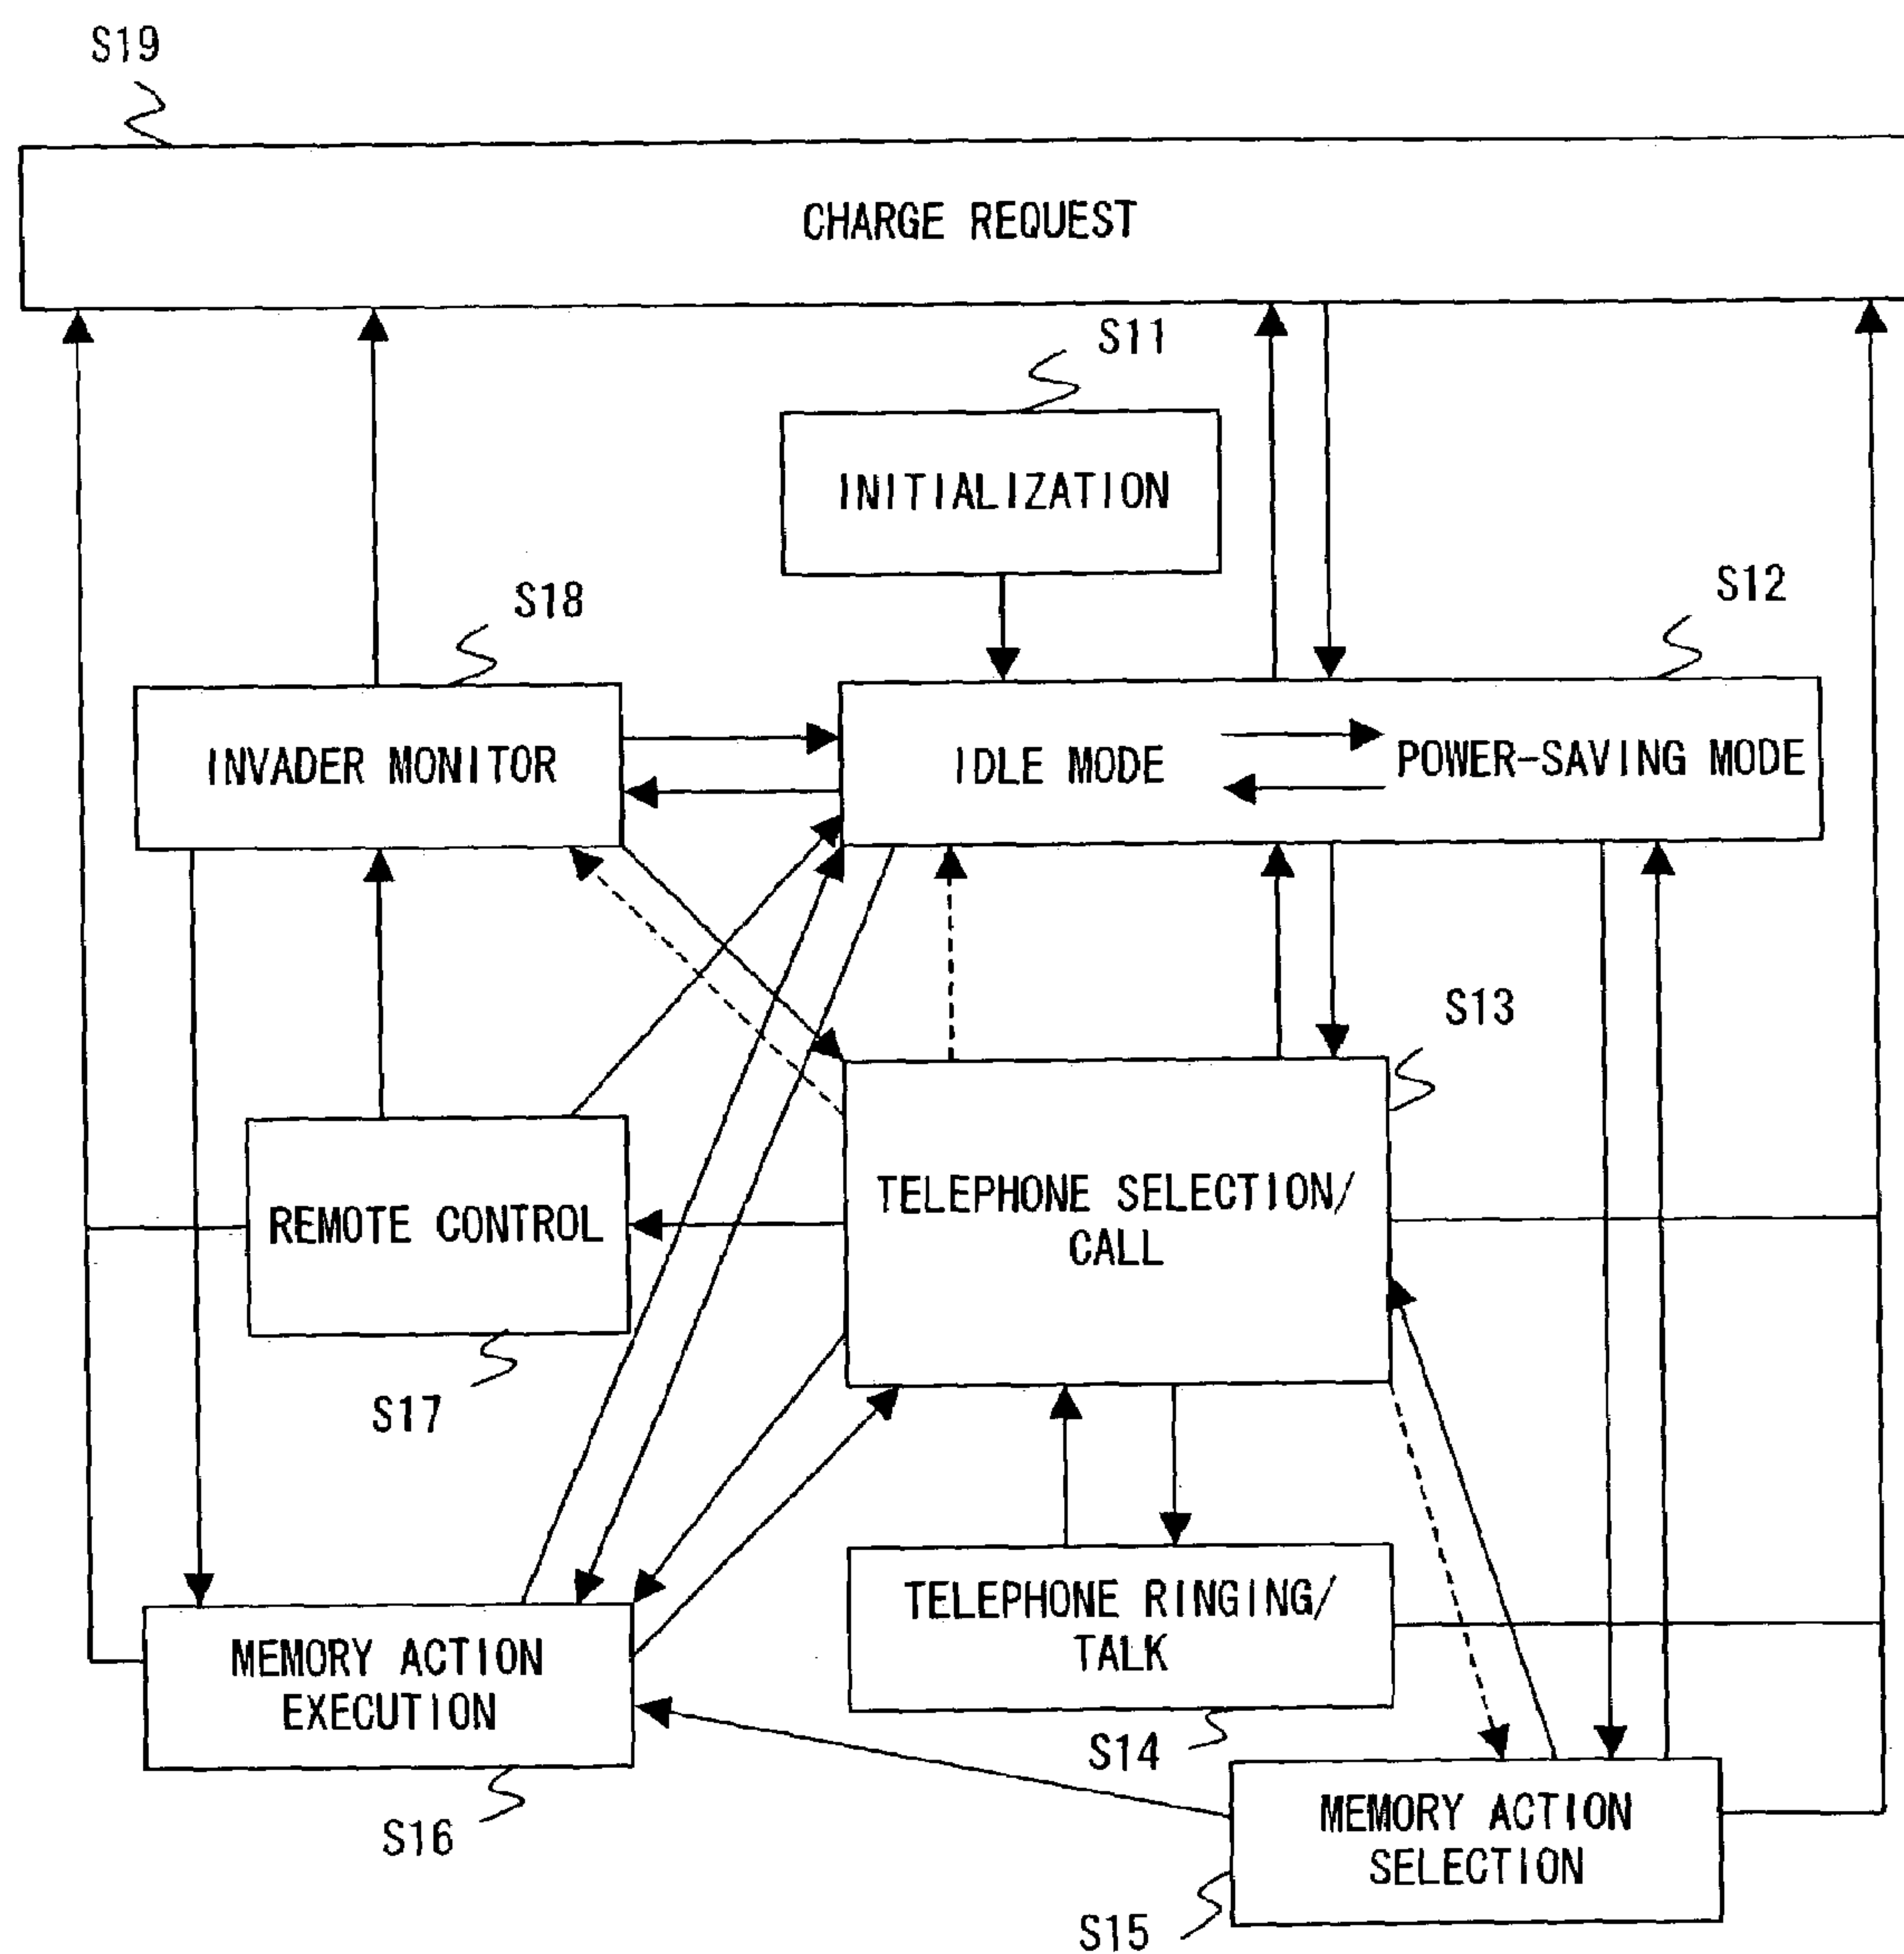 S19
CHARGE REQUEST
S11
INITIALIZATION
S18
S12
INVADER MONITOR
IDLE MODE
POWER-SAVING MODE
S13
TELEPHONE SELECTION/
CALL
REMOTE CONTROL
S17
TELEPHONE RINGING/
TALK
MEMORY ACTION
EXECUTION
S14
S16
MEMORY ACTION
SELECTION
S15